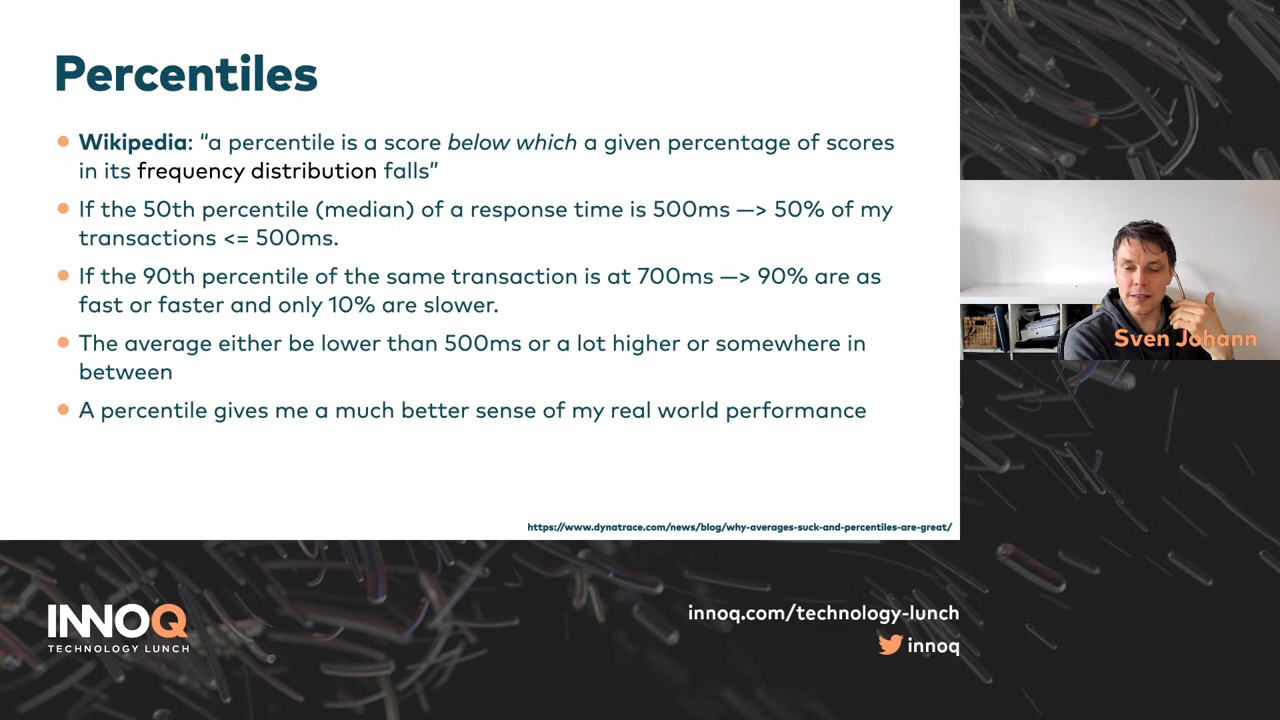 Percentiles
Wikipedia: “a percentile is a score below which a given percentage of scores
in its frequency distribution falls”
If the 50th percentile (median) of a response time is 500ms —> 50% of my
transactions <= 500ms.
If the 90th percentile of the same transaction is at 700ms —> 90% are as
fast or faster and only 10% are slower.
The average either be lower than 500ms or a lot higher or somewhere in
between
A percentile gives me a much better sense of my real world performance
https://www.dynatrace.com/news/blog/why-averages-suck-and-percentiles-are-great/
Sven Johann
INNOQ
TECHNOLOGY LUNCH
innoq.com/technology-lunch
innoq